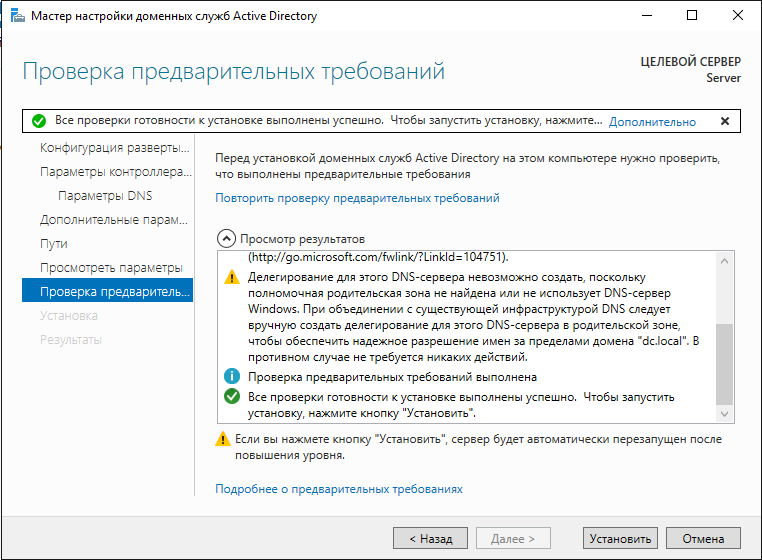 Мастер настройки доменных служб Active Directory
Проверка предварительных требований
ЦЕЛЕВОЙ СЕРВЕР
Server
Все проверки готовности к установке выполнены успешно. Чтобы запустить установку, нажмите... Дополнительно
Конфигурация разверты...
Параметры контроллера...
Параметры DNS
Дополнительные парам...
Пути
Просмотреть параметры
Проверка предваритель...
Установка
Результаты
Перед установкой доменных служб Active Directory на этом компьютере нужно проверить,
что выполнены предварительные требования
Повторить проверку предварительных требований
Просмотр результатов
(http://go.microsoft.com/fwlink/?LinkId=104751).
Делегирование для этого DNS-сервера невозможно создать, поскольку
полномочная родительская зона не найдена или не использует DNS-сервер
Windows. При объединении с существующей инфраструктурой DNS следует
вручную создать делегирование для этого DNS-сервера в родительской зоне,
чтобы обеспечить надежное разрешение имен за пределами домена "dc.local". В
противном случае не требуется никаких действий.
Проверка предварительных требований выполнена
Все проверки готовности к установке выполнены успешно. Чтобы запустить
установку, нажмите кнопку "Установить".
Если вы нажмете кнопку "Установить", сервер будет автоматически перезапущен после
повышения уровня.
Подробнее о предварительных требованиях
< Назад
Далее >
Установить
Отмена